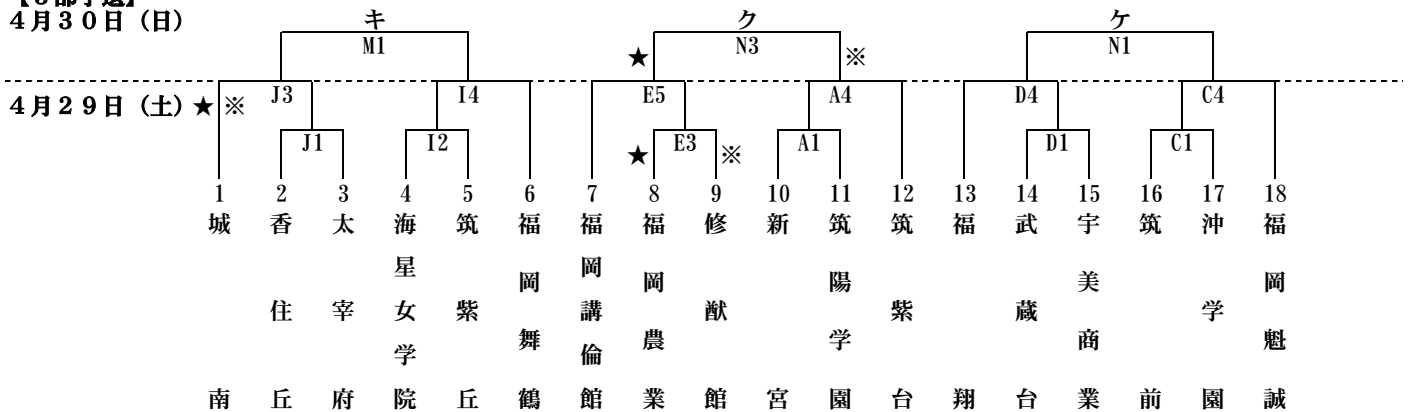 【３部予選】
４月３０日（日） キ ク ケ
M1 N3 N1
★ ※
４月２９日（土）★ ※ J3 I4 E5 A4 D4 C4
J1 I2 ★ E3 ※ A1 D1 C1
1 2 3 4 5 6 7 8 9 10 11 12 13 14 15 16 17 18
城南
香住丘
太宰府
海星女学院
筑紫丘
福岡舞鶴
福岡講倫館
福岡農業
修猷館
新宮
筑陽学園
筑紫台
福翔
武蔵台
宇美商業
筑前
沖学園
福岡魁誠